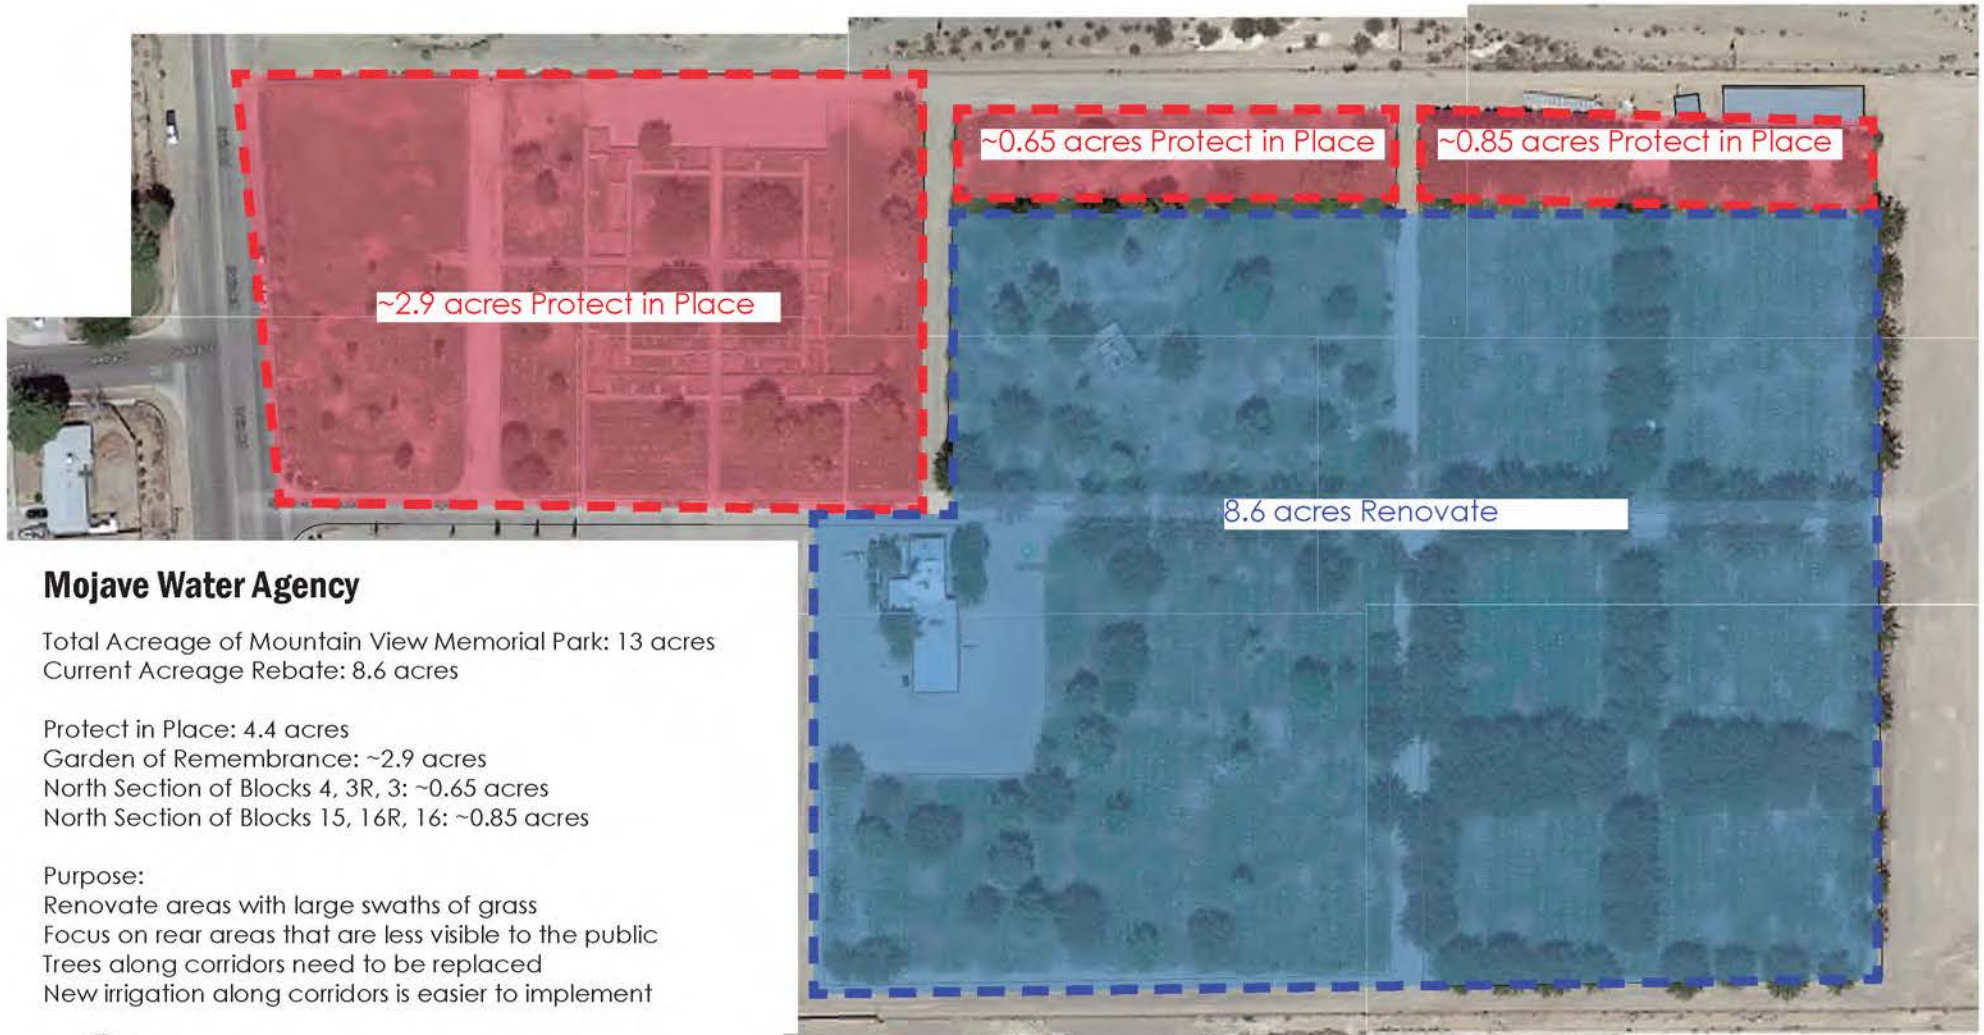 ~0.65 acres Protect in Place
~0.85 acres Protect in Place
~2.9 acres Protect in Place
8.6 acres Renovate
Mojave Water Agency
Total Acreage of Mountain View Memorial Park: 13 acres
Current Acreage Rebate: 8.6 acres
Protect in Place: 4.4 acres
Garden of Remembrance: ~2.9 acres
North Section of Blocks 4, 3R, 3: ~0.65 acres
North Section of Blocks 15, 16R, 16: ~0.85 acres
Purpose:
Renovate areas with large swaths of grass
Focus on rear areas that are less visible to the public
Trees along corridors need to be replaced
New irrigation along corridors is easier to implement